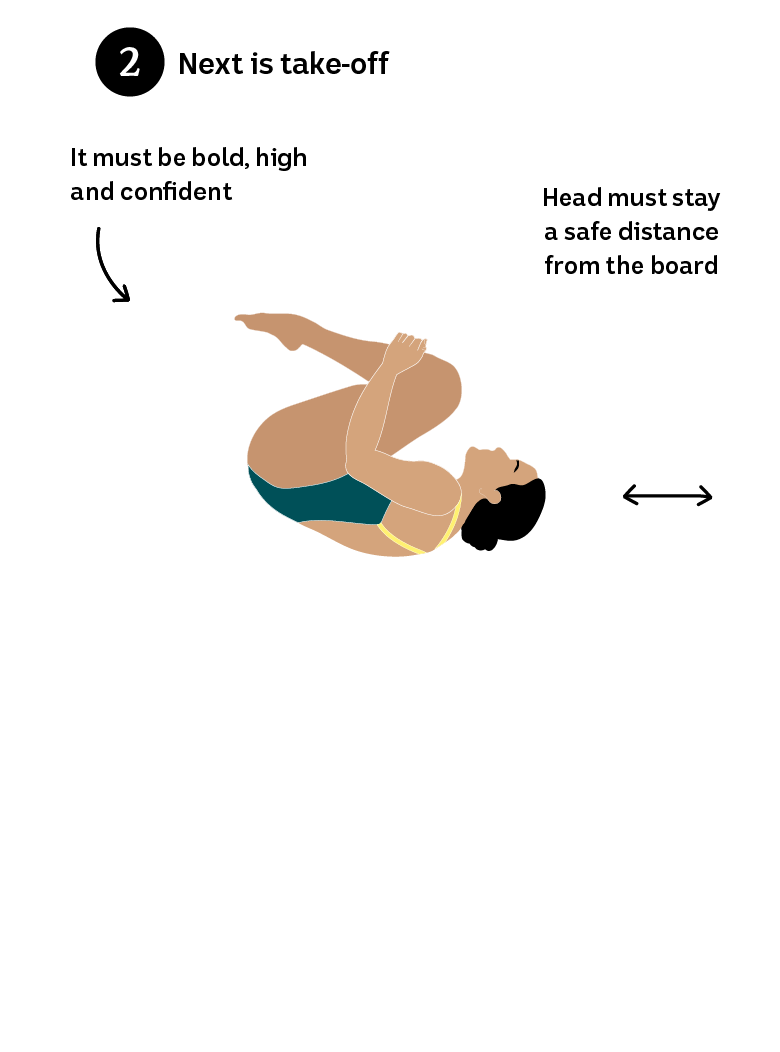 2 Next is take-off
It must be bold, high
and confident
Head must stay
a safe distance
from the board